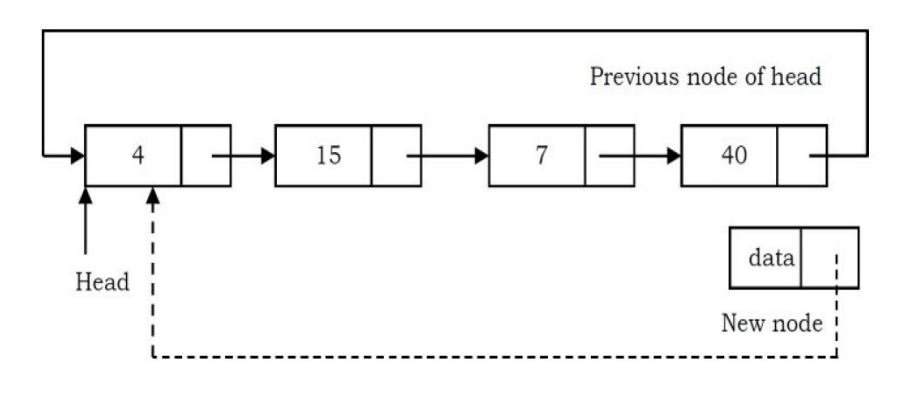 Previous node of head
4 15 7 40
data
Head
New node